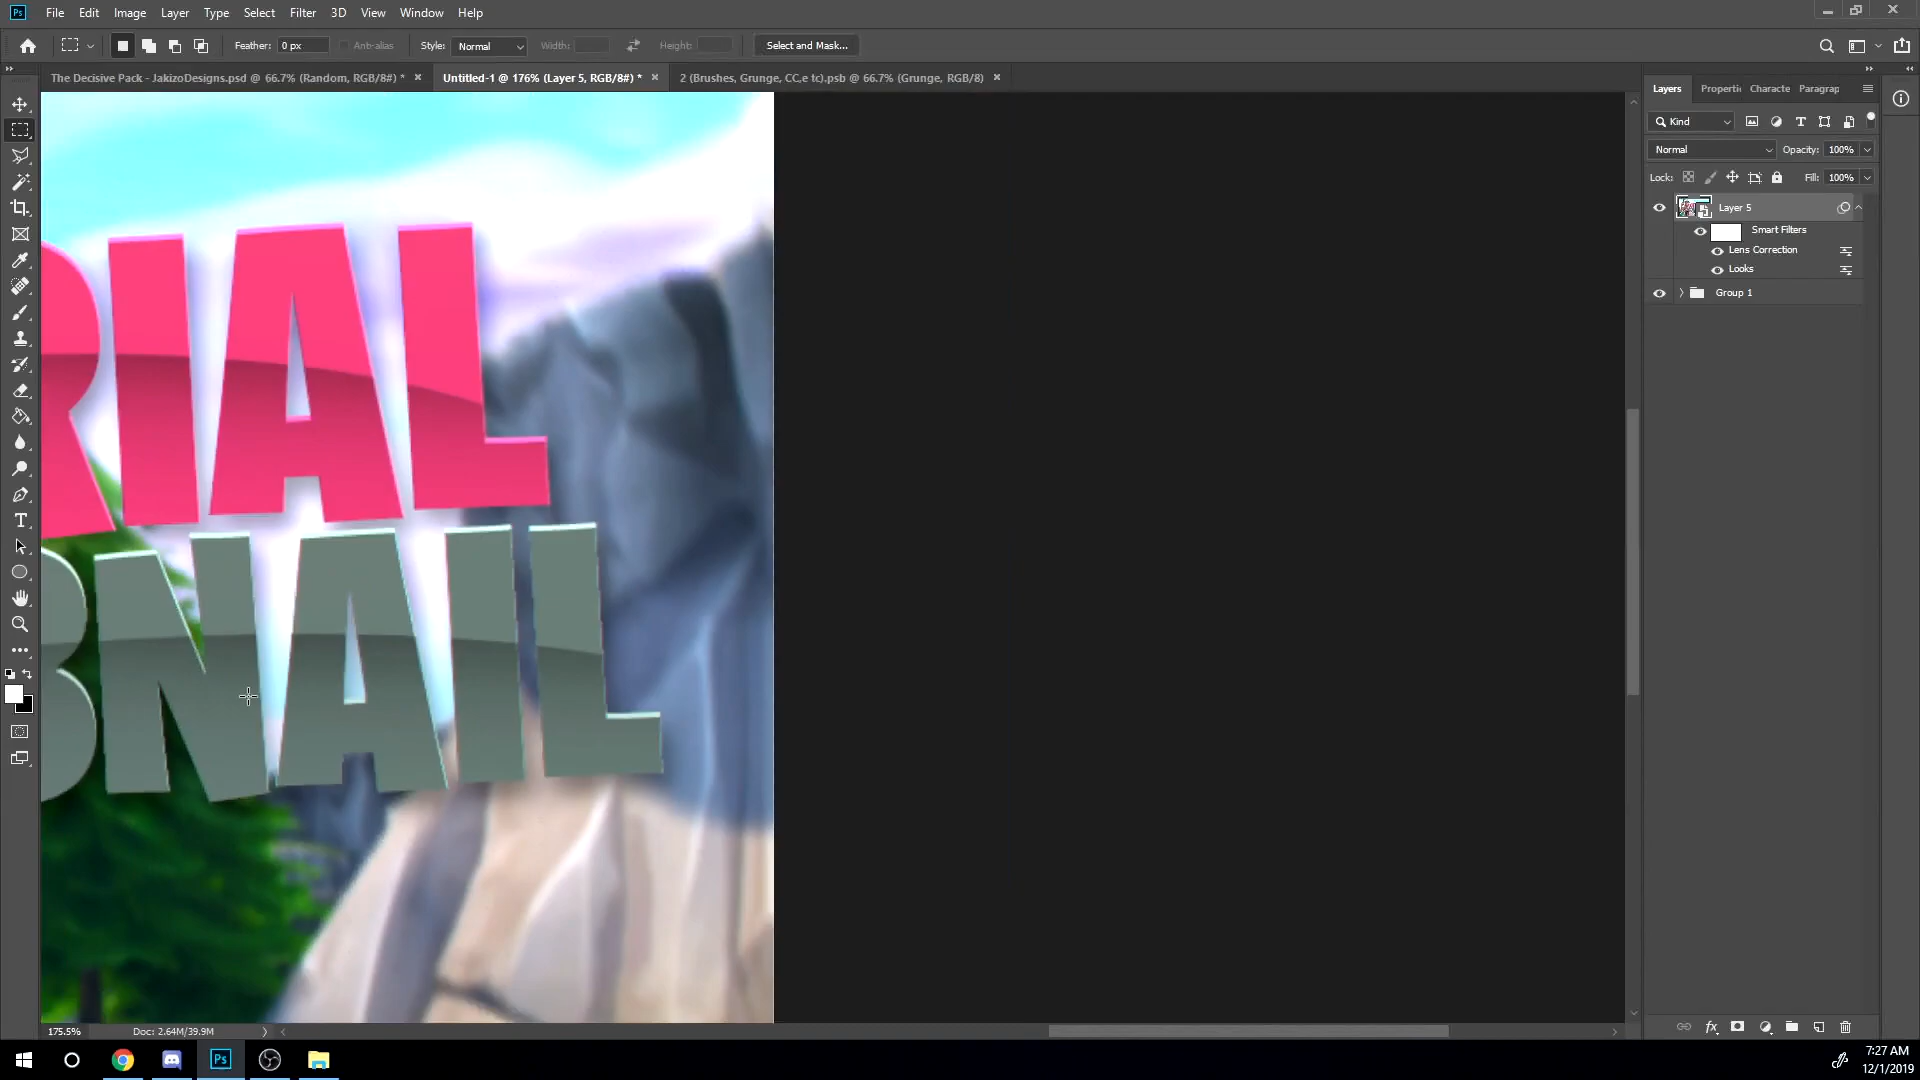 Ps File Edit Image Layer Type Select Filter 3D View Window Help
Feather: 0 px Anti-alias Style: Normal Width: Height: Select and Mask...
The Decisive Pack - JakizoDesigns.psd @ 66.7% (Random, RGB/8#) * × Untitled-1 @ 176% (Layer 5, RGB/8#) * × 2 (Brushes, Grunge, CC,e tc).psb @ 66.7% (Grunge, RGB/8) ×
Layers Properti Characte Paragrap
Kind
Normal Opacity: 100%
Lock: Fill: 100%
Layer 5
Smart Filters
Lens Correction
Looks
Group 1
RIAL
BNAIL
175.5% Doc: 2.64M/39.9M
Ps 7:27 AM
12/1/2019